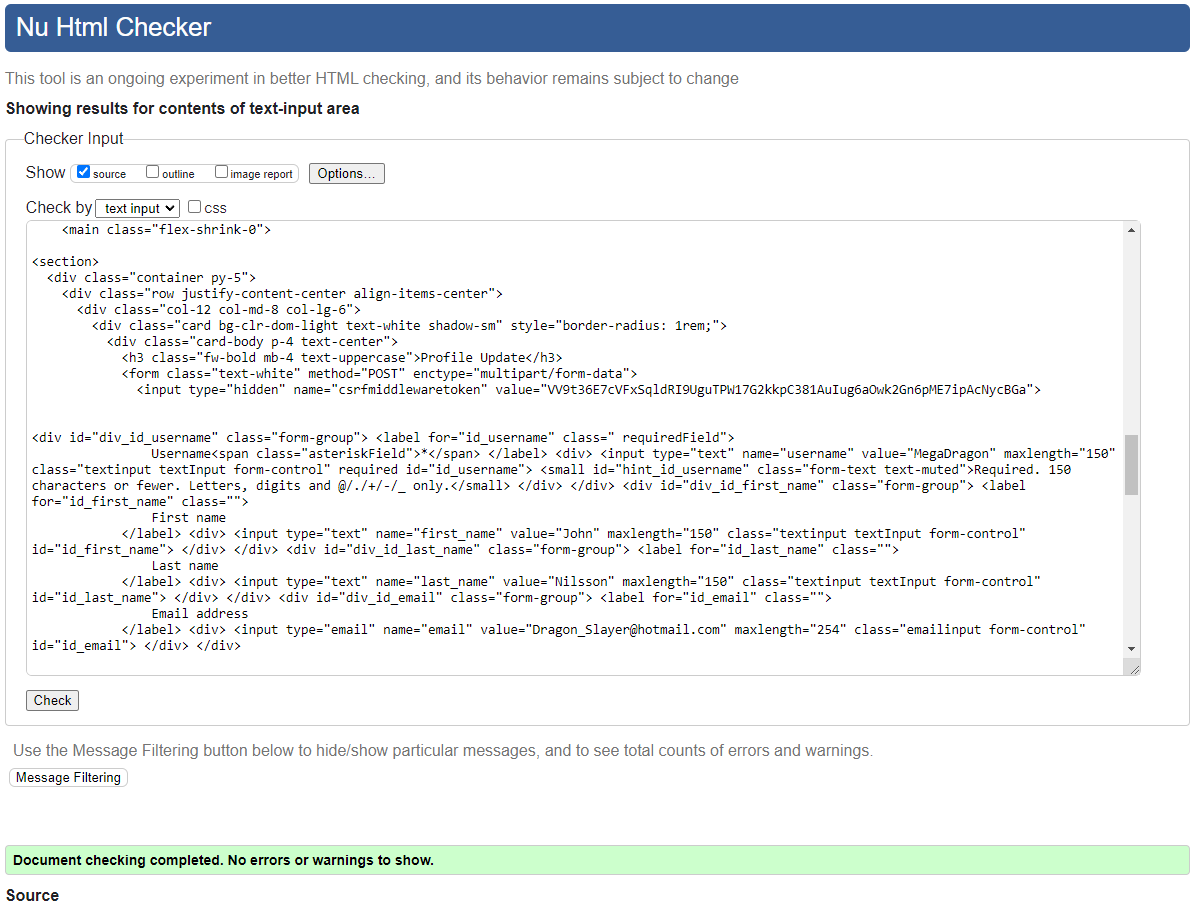 Nu Html Checker
This tool is an ongoing experiment in better HTML checking, and its behavior remains subject to change
Showing results for contents of text-input area
Checker Input
Show source outline image report Options...
Check by text input css
<main class="flex-shrink-0">
<section>
<div class="container py-5">
<div class="row justify-content-center align-items-center">
<div class="col-12 col-md-8 col-lg-6">
<div class="card bg-clr-dom-light text-white shadow-sm" style="border-radius: 1rem;">
<div class="card-body p-4 text-center">
<h3 class="fw-bold mb-4 text-uppercase">Profile Update</h3>
<form class="text-white" method="POST" enctype="multipart/form-data">
<input type="hidden" name="csrfmiddlewaretoken" value="VV9t36E7cVFxSqldRI9UguTPW17G2kkpC381AuIug6aOwk2Gn6pME7ipAcNycBGa">
<div id="div_id_username" class="form-group"> <label for="id_username" class=" requiredField">
Username<span class="asteriskField">*</span> </label> <div> <input type="text" name="username" value="MegaDragon" maxlength="150"
class="textinput textInput form-control" required id="id_username"> <small id="hint_id_username" class="form-text text-muted">Required. 150
characters or fewer. Letters, digits and @/./+/-/_ only.</small> </div> </div> <div id="div_id_first_name" class="form-group"> <label
for="id_first_name" class="">
First name
</label> <div> <input type="text" name="first_name" value="John" maxlength="150" class="textinput textInput form-control"
id="id_first_name"> </div> </div> <div id="div_id_last_name" class="form-group"> <label for="id_last_name" class="">
Last name
</label> <div> <input type="text" name="last_name" value="Nilsson" maxlength="150" class="textinput textInput form-control"
id="id_last_name"> </div> </div> <div id="div_id_email" class="form-group"> <label for="id_email" class="">
Email address
</label> <div> <input type="email" name="email" value="Dragon_Slayer@hotmail.com" maxlength="254" class="emailinput form-control"
id="id_email"> </div> </div>
Check
Use the Message Filtering button below to hide/show particular messages, and to see total counts of errors and warnings.
Message Filtering
Document checking completed. No errors or warnings to show.
Source